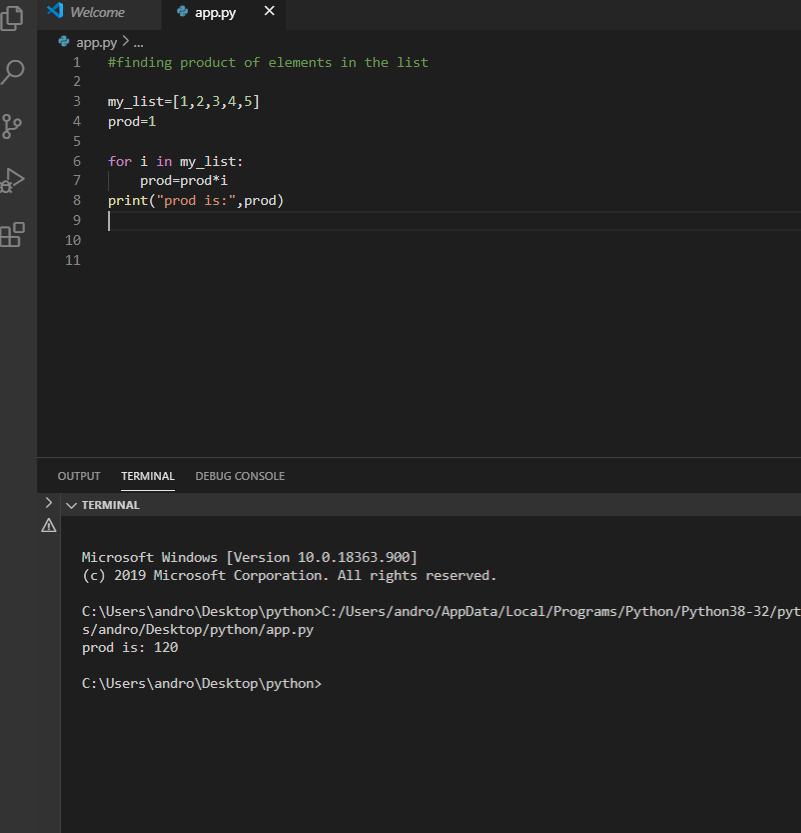 Welcome
app.py
app.py > ...
1 #finding product of elements in the list
2
3 my_list=[1,2,3,4,5]
4 prod=1
5
6 for i in my_list:
7 prod=prod*i
8 print("prod is:",prod)
9
10
11
OUTPUT TERMINAL DEBUG CONSOLE
TERMINAL
Microsoft Windows [Version 10.0.18363.900]
(c) 2019 Microsoft Corporation. All rights reserved.
C:\Users\andro\Desktop\python>C:/Users/andro/AppData/Local/Programs/Python/Python38-32/pyt
s/andro/Desktop/python/app.py
prod is: 120
C:\Users\andro\Desktop\python>